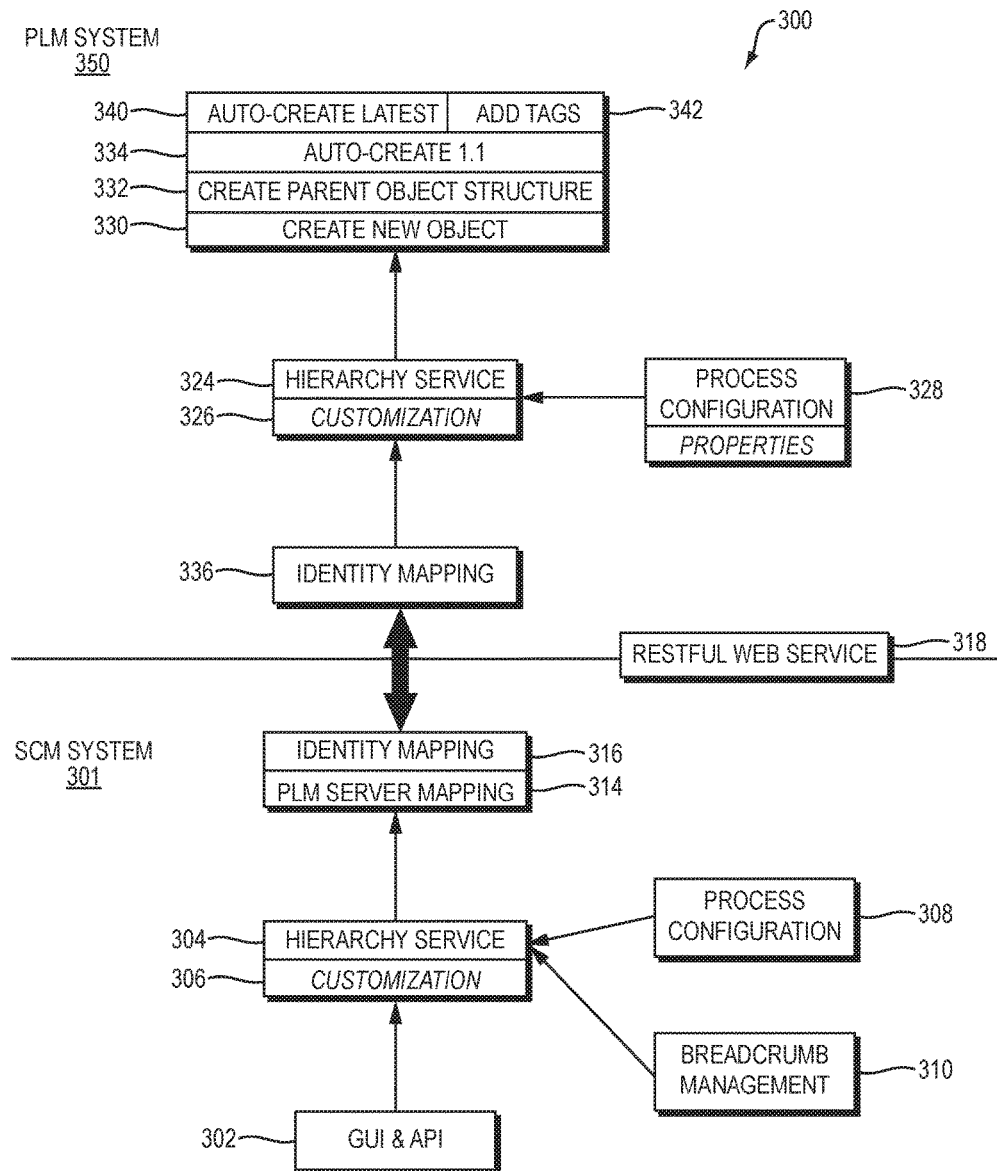 300
PLM SYSTEM
350
340
AUTO-CREATE LATEST
ADD TAGS
342
334
AUTO-CREATE 1.1
332
CREATE PARENT OBJECT STRUCTURE
330
CREATE NEW OBJECT
324
HIERARCHY SERVICE
326
CUSTOMIZATION
PROCESS
CONFIGURATION
PROPERTIES
328
336
IDENTITY MAPPING
RESTFUL WEB SERVICE
318
SCM SYSTEM
301
IDENTITY MAPPING
316
PLM SERVER MAPPING
314
304
HIERARCHY SERVICE
306
CUSTOMIZATION
PROCESS
CONFIGURATION
308
BREADCRUMB
MANAGEMENT
310
302
GUI & API